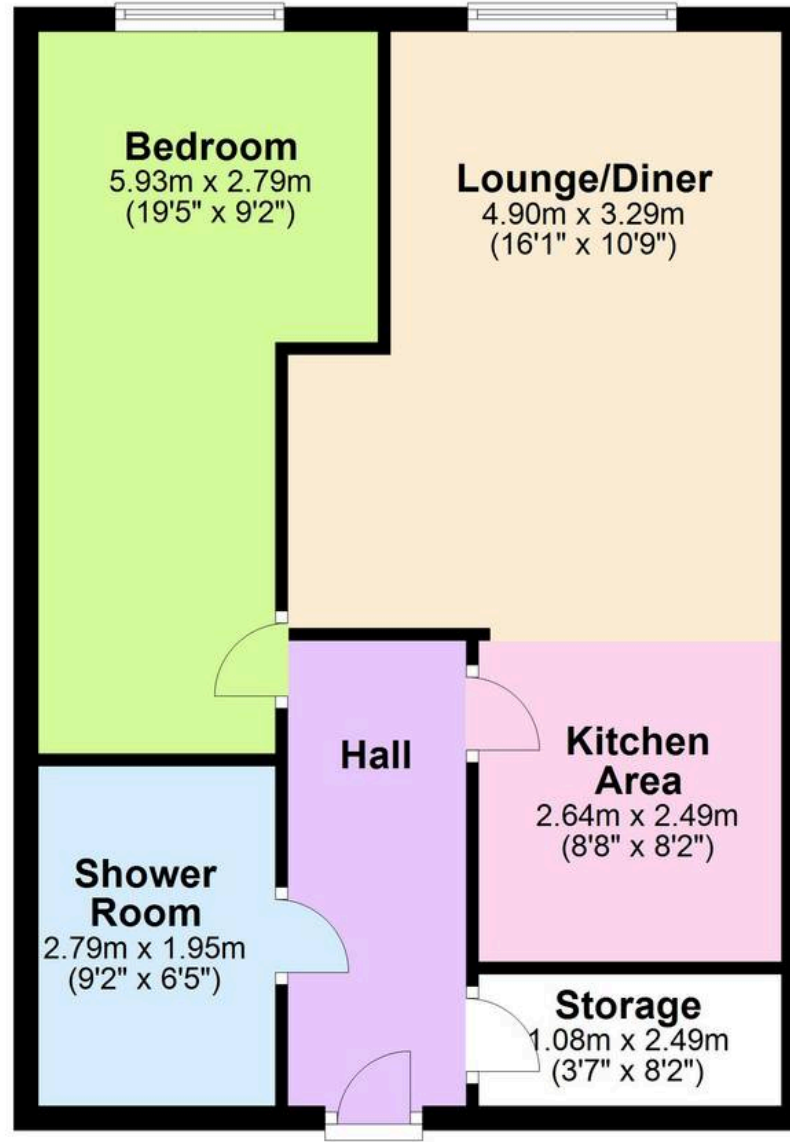 Bedroom
5.93m x 2.79m
(19'5" x 9'2")
Lounge/Diner
4.90m x 3.29m
(16'1" x 10'9")
Hall
Kitchen
Area
2.64m x 2.49m
(8'8" x 8'2")
Shower
Room
2.79m x 1.95m
(9'2" x 6'5")
Storage
1.08m x 2.49m
(3'7" x 8'2")